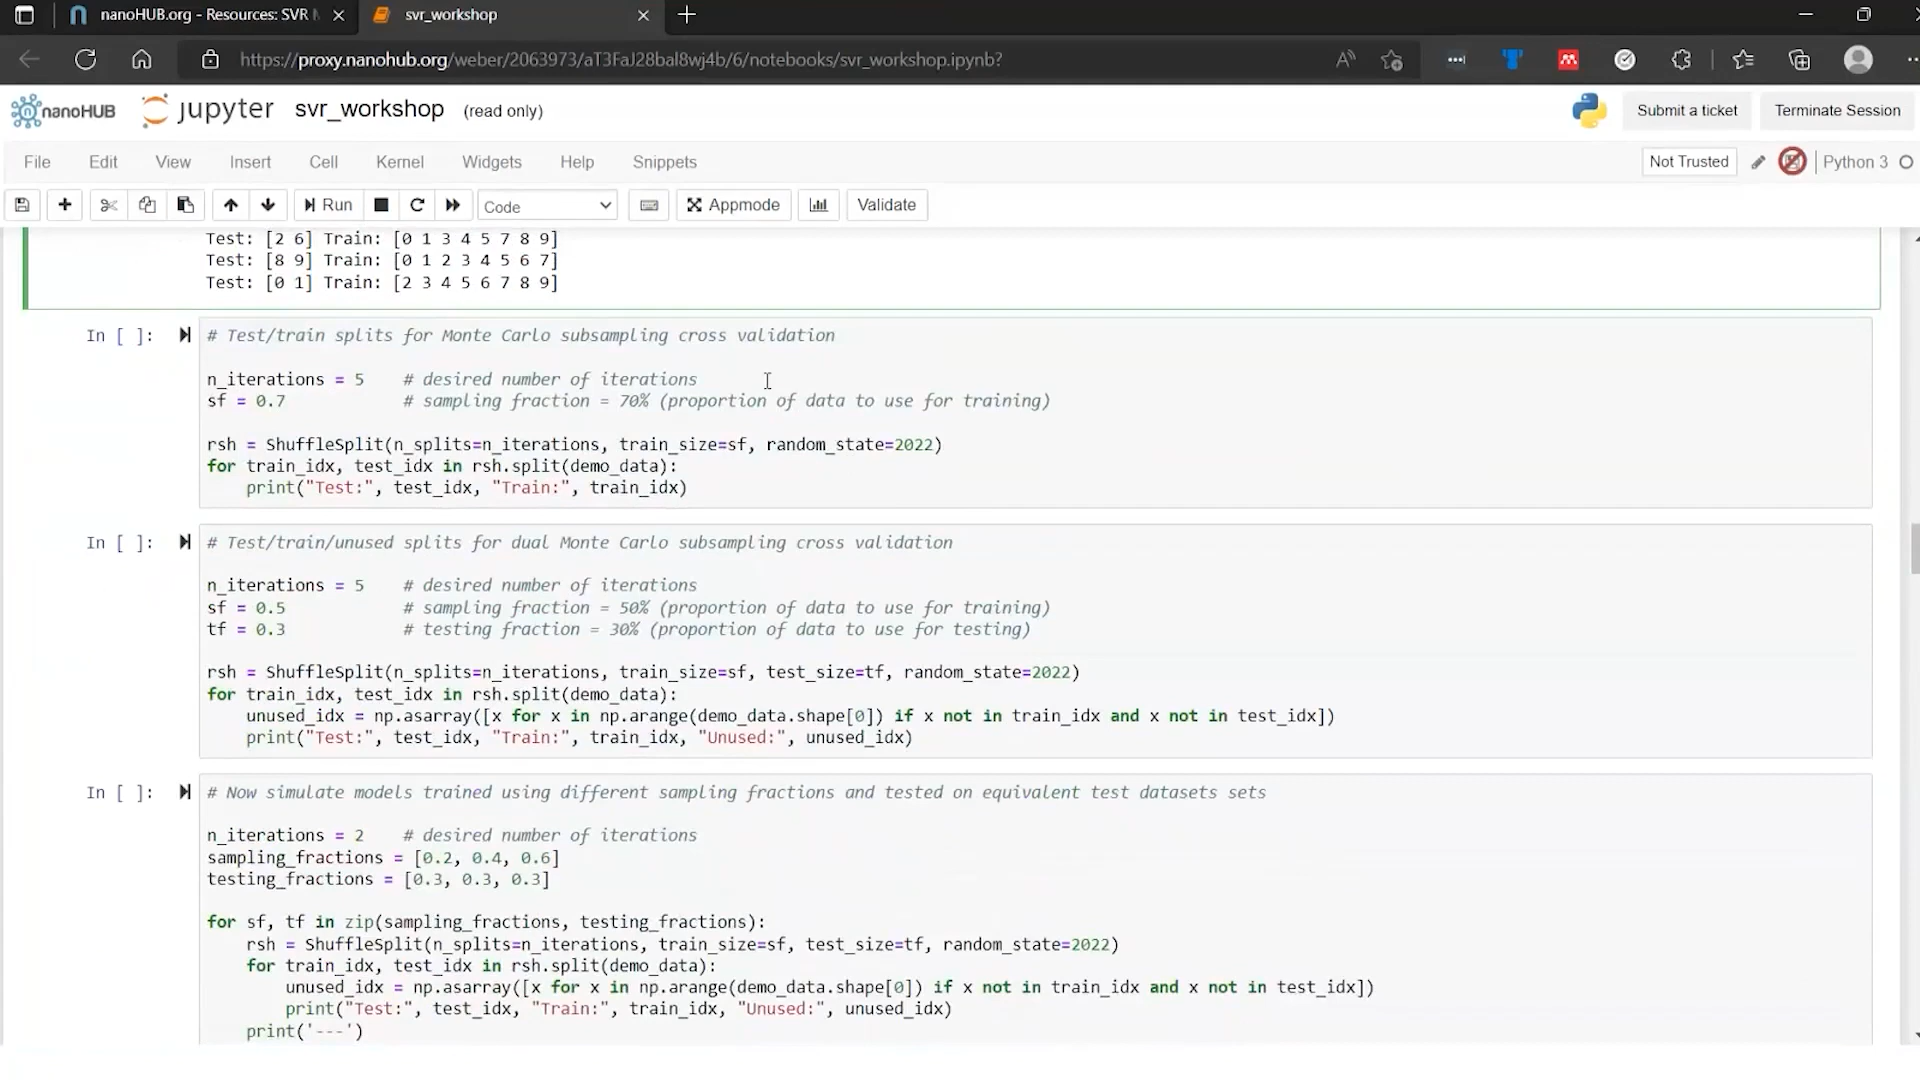 nanoHUB.org - Resources: SVR
svr_workshop
https://proxy.nanohub.org/weber/2063973/aT3FaJ28bal8wj4b/6/notebooks/svr_workshop.ipynb?
nanoHUB jupyter svr_workshop (read only)
Submit a ticket
Terminate Session
File Edit View Insert Cell Kernel Widgets Help Snippets
Not Trusted
Python 3
Run
Code
Appmode
Validate
Test: [2 6] Train: [0 1 3 4 5 7 8 9]
Test: [8 9] Train: [0 1 2 3 4 5 6 7]
Test: [0 1] Train: [2 3 4 5 6 7 8 9]
In [ ]: # Test/train splits for Monte Carlo subsampling cross validation
n_iterations = 5    # desired number of iterations
sf = 0.7            # sampling fraction = 70% (proportion of data to use for training)
rsh = ShuffleSplit(n_splits=n_iterations, train_size=sf, random_state=2022)
for train_idx, test_idx in rsh.split(demo_data):
    print("Test:", test_idx, "Train:", train_idx)
In [ ]: # Test/train/unused splits for dual Monte Carlo subsampling cross validation
n_iterations = 5    # desired number of iterations
sf = 0.5            # sampling fraction = 50% (proportion of data to use for training)
tf = 0.3            # testing fraction = 30% (proportion of data to use for testing)
rsh = ShuffleSplit(n_splits=n_iterations, train_size=sf, test_size=tf, random_state=2022)
for train_idx, test_idx in rsh.split(demo_data):
    unused_idx = np.asarray([x for x in np.arange(demo_data.shape[0]) if x not in train_idx and x not in test_idx])
    print("Test:", test_idx, "Train:", train_idx, "Unused:", unused_idx)
In [ ]: # Now simulate models trained using different sampling fractions and tested on equivalent test datasets sets
n_iterations = 2    # desired number of iterations
sampling_fractions = [0.2, 0.4, 0.6]
testing_fractions = [0.3, 0.3, 0.3]
for sf, tf in zip(sampling_fractions, testing_fractions):
    rsh = ShuffleSplit(n_splits=n_iterations, train_size=sf, test_size=tf, random_state=2022)
    for train_idx, test_idx in rsh.split(demo_data):
        unused_idx = np.asarray([x for x in np.arange(demo_data.shape[0]) if x not in train_idx and x not in test_idx])
        print("Test:", test_idx, "Train:", train_idx, "Unused:", unused_idx)
    print('---')